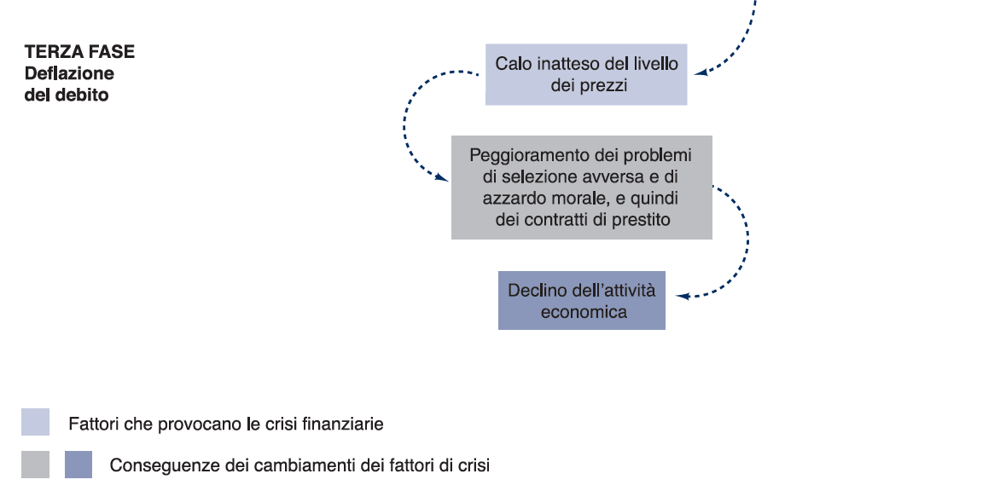 TERZA FASE
Deflazione
del debito
Calo inatteso del livello
dei prezzi
Peggioramento dei problemi
di selezione avversa e di
azzardo morale, e quindi
dei contratti di prestito
Declino dell'attività
economica
Fattori che provocano le crisi finanziarie
Conseguenze dei cambiamenti dei fattori di crisi